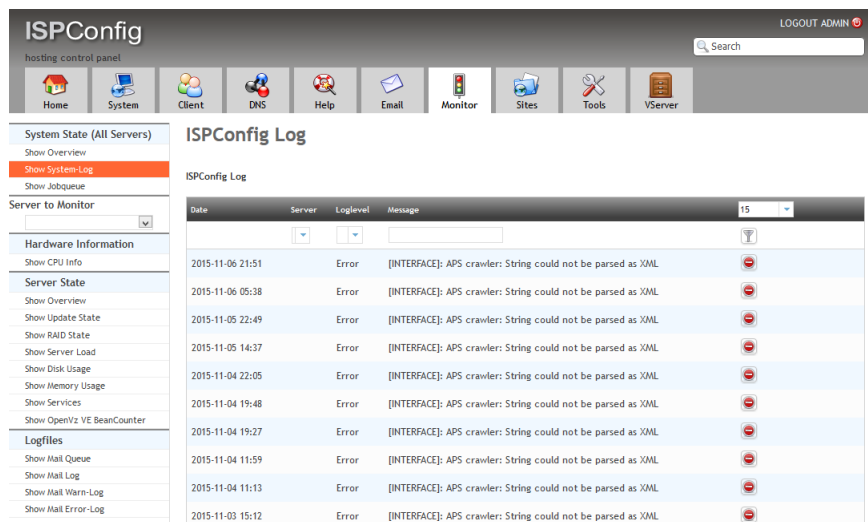 ISPConfig
hosting control panel
LOGOUT ADMIN
Search
Home
System
Client
DNS
Help
Email
Monitor
Sites
Tools
VServer
System State (All Servers)
Show Overview
Show System-Log
Show Jobqueue
Server to Monitor
Hardware Information
Show CPU Info
Server State
Show Overview
Show Update State
Show RAID State
Show Server Load
Show Disk Usage
Show Memory Usage
Show Services
Show OpenVz VE BeanCounter
Logfiles
Show Mail Queue
Show Mail Log
Show Mail Warn-Log
Show Mail Error-Log
ISPConfig Log
ISPConfig Log
Date Server Loglevel Message 15
2015-11-06 21:51 Error [INTERFACE]: APS crawler: String could not be parsed as XML
2015-11-06 05:38 Error [INTERFACE]: APS crawler: String could not be parsed as XML
2015-11-05 22:49 Error [INTERFACE]: APS crawler: String could not be parsed as XML
2015-11-05 14:37 Error [INTERFACE]: APS crawler: String could not be parsed as XML
2015-11-04 22:05 Error [INTERFACE]: APS crawler: String could not be parsed as XML
2015-11-04 19:48 Error [INTERFACE]: APS crawler: String could not be parsed as XML
2015-11-04 19:27 Error [INTERFACE]: APS crawler: String could not be parsed as XML
2015-11-04 11:59 Error [INTERFACE]: APS crawler: String could not be parsed as XML
2015-11-04 11:13 Error [INTERFACE]: APS crawler: String could not be parsed as XML
2015-11-03 15:12 Error [INTERFACE]: APS crawler: String could not be parsed as XML